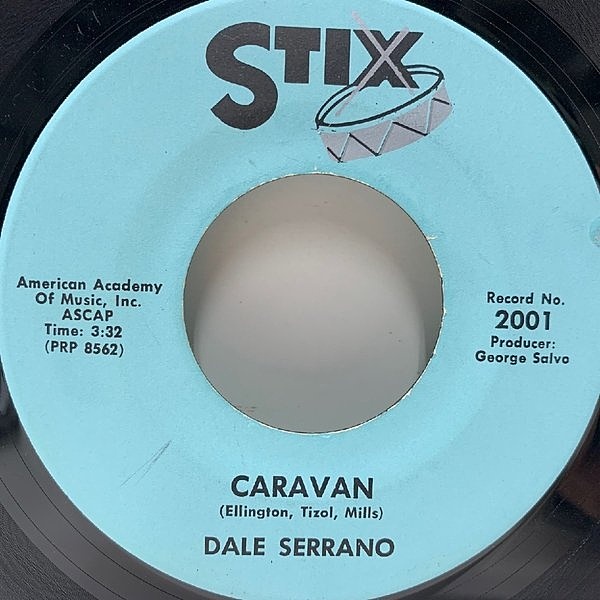 STIX
American Academy
Of Music, Inc.
ASCAP
Time: 3:32
(PRP 8562)
Record No.
2001
Producer:
George Salvo
CARAVAN
(Ellington, Tizol, Mills)
DALE SERRANO